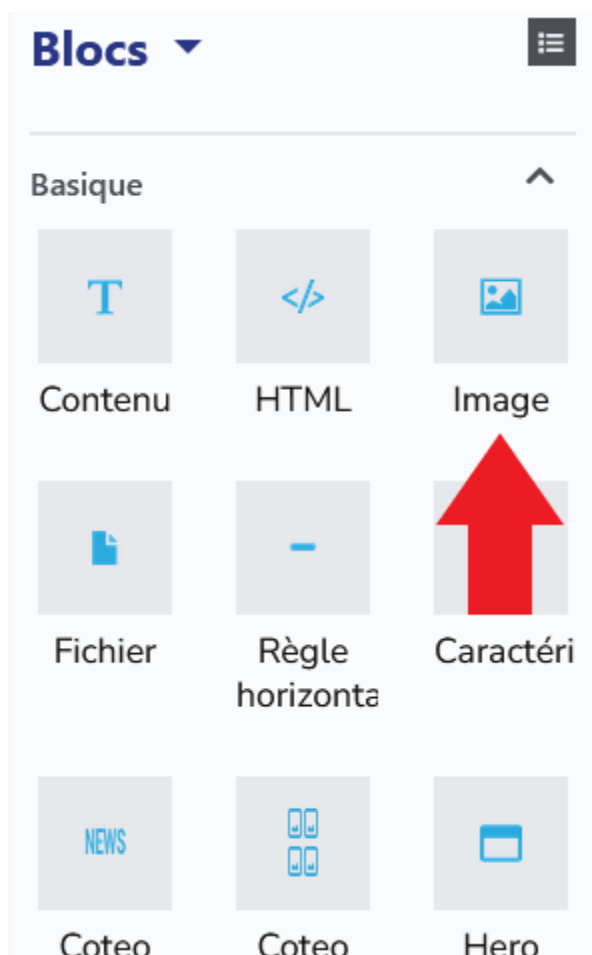 Blocs
Basique
T
</>
Contenu
HTML
Image
Fichier
Règle
horizonta
Caractéri
NEWS
Coteo
Coteo
Hero